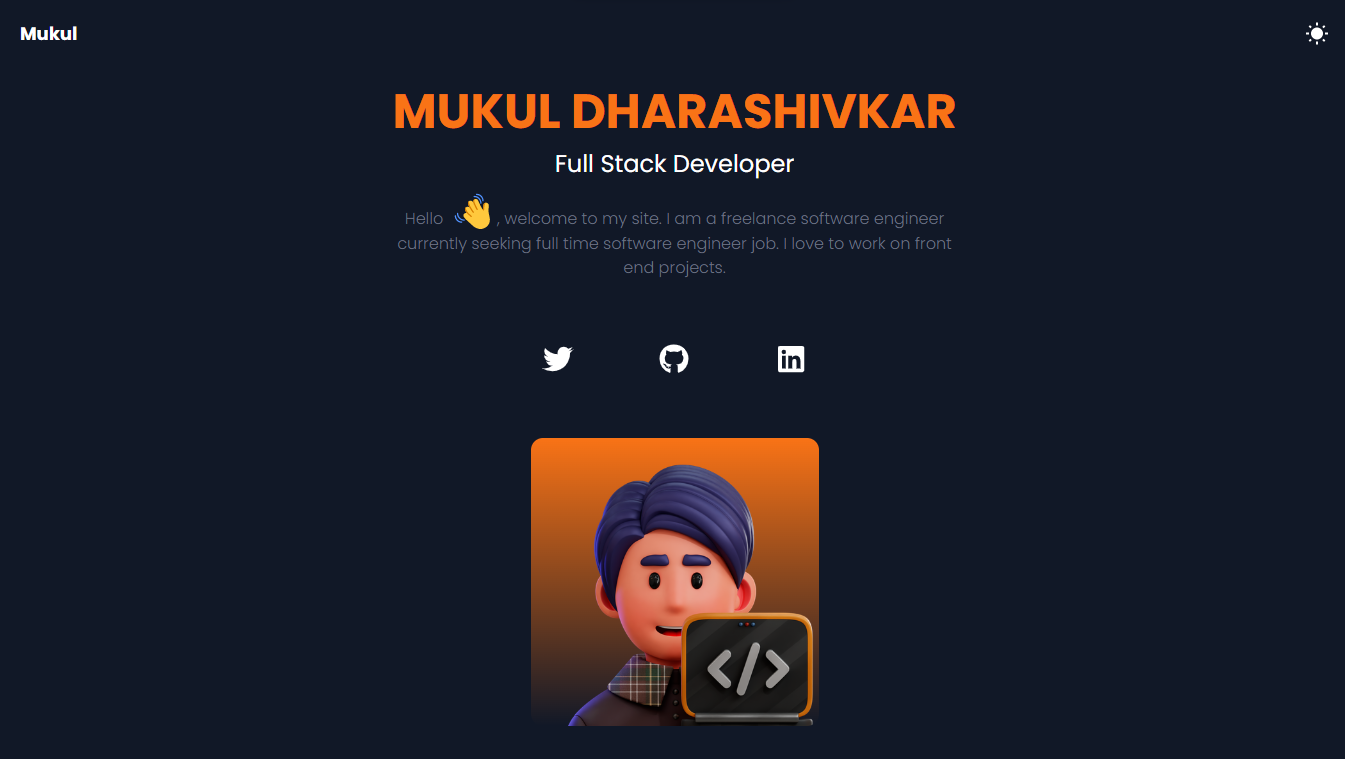 Mukul
MUKUL DHARASHIVKAR
Full Stack Developer
Hello 👋, welcome to my site. I am a freelance software engineer
currently seeking full time software engineer job. I love to work on front
end projects.
in
</>